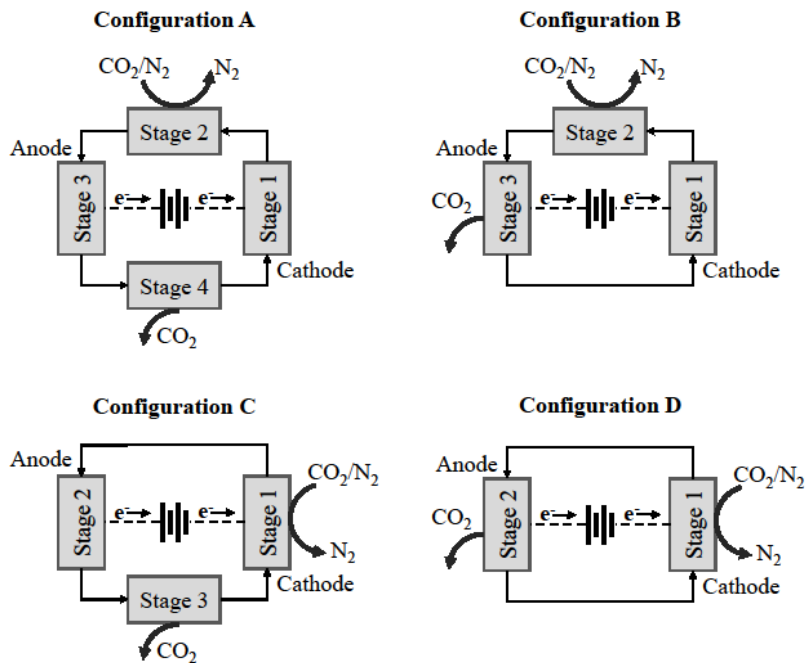 Configuration A
CO₂/N₂
N₂
Stage 2
Anode
Stage 3
e⁻
e⁻
Stage 1
Cathode
Stage 4
CO₂
Configuration B
CO₂/N₂
N₂
Stage 2
Anode
CO₂
Stage 3
e⁻
e⁻
Stage 1
Cathode
Configuration C
Anode
CO₂/N₂
Stage 2
e⁻
e⁻
Stage 1
N₂
Cathode
Stage 3
CO₂
Configuration D
Anode
CO₂/N₂
CO₂
Stage 2
e⁻
e⁻
Stage 1
N₂
Cathode